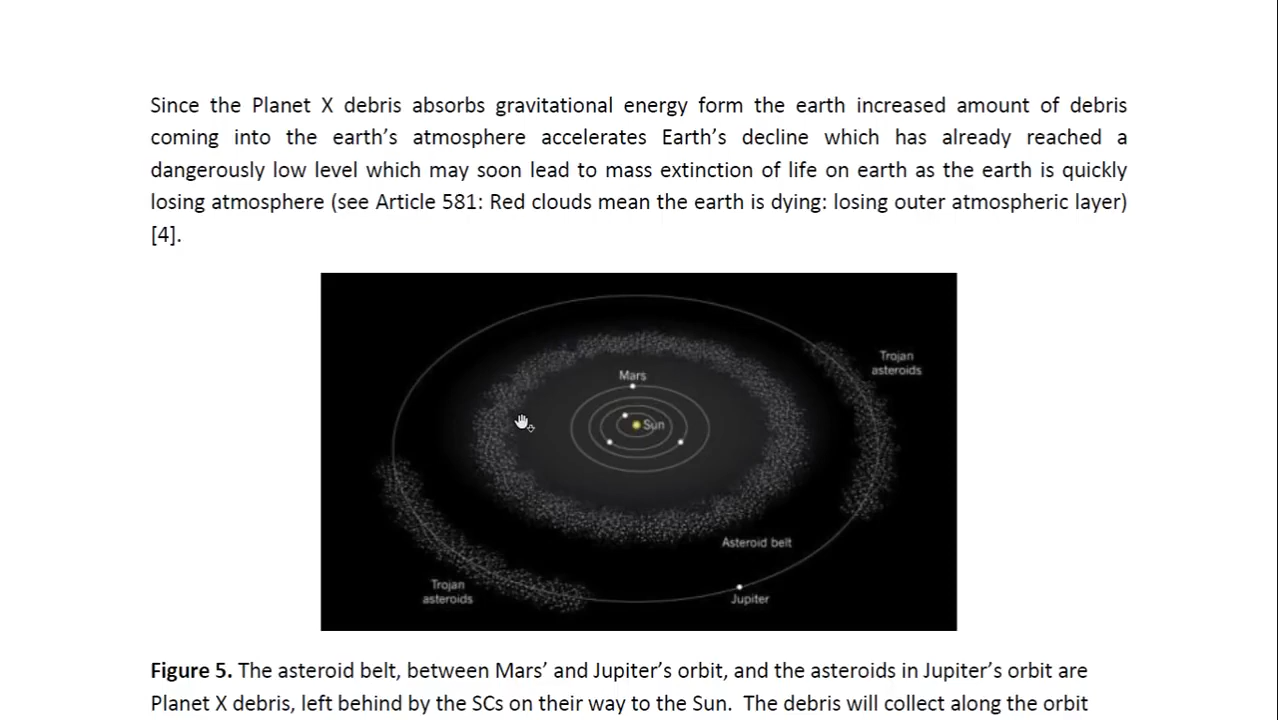 Since the Planet X debris absorbs gravitational energy form the earth increased amount of debris
coming into the earth's atmosphere accelerates Earth's decline which has already reached a
dangerously low level which may soon lead to mass extinction of life on earth as the earth is quickly
losing atmosphere (see Article 581: Red clouds mean the earth is dying: losing outer atmospheric layer)
[4].
Trojan
asteroids
Mars
Sun
Asteroid belt
Trojan
asteroids
Jupiter
Figure 5. The asteroid belt, between Mars' and Jupiter's orbit, and the asteroids in Jupiter's orbit are
Planet X debris, left behind by the SCs on their way to the Sun. The debris will collect along the orbit